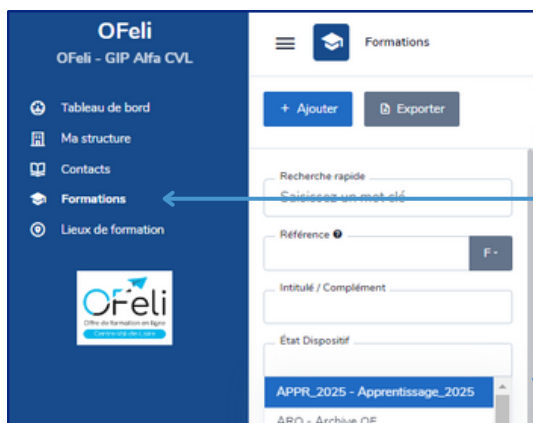 OFeli
OFeli - GIP Alfa CVL
Tableau de bord
Ma structure
Contacts
Formations
Lieux de formation
OFeli
Offre de formation en ligne
Centre-Val de Loire
Formations
+ Ajouter
Exporter
Recherche rapide
Saisissez un mot clé
Référence
F-
Intitulé / Complément
État Dispositif
APPR_2025 - Apprentissage_2025
ARO - Archive OF